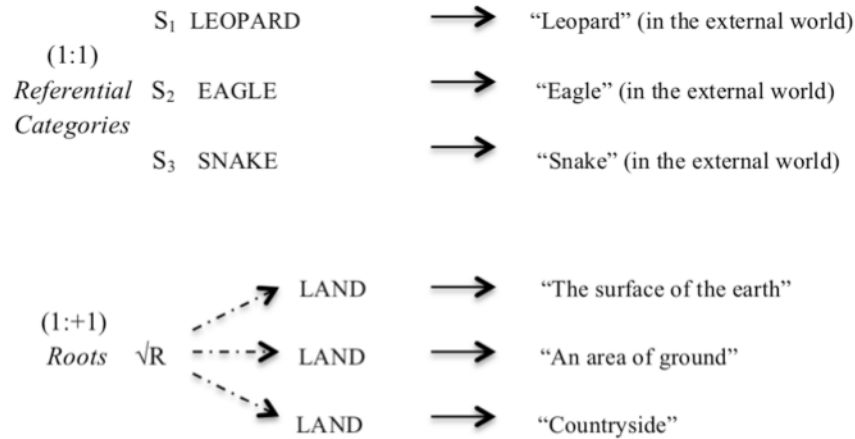 S₁ LEOPARD “Leopard” (in the external world)
(1:1)
Referential S₂ EAGLE “Eagle” (in the external world)
Categories
S₃ SNAKE “Snake” (in the external world)
LAND “The surface of the earth”
(1:+1)
Roots √R LAND “An area of ground”
LAND “Countryside”